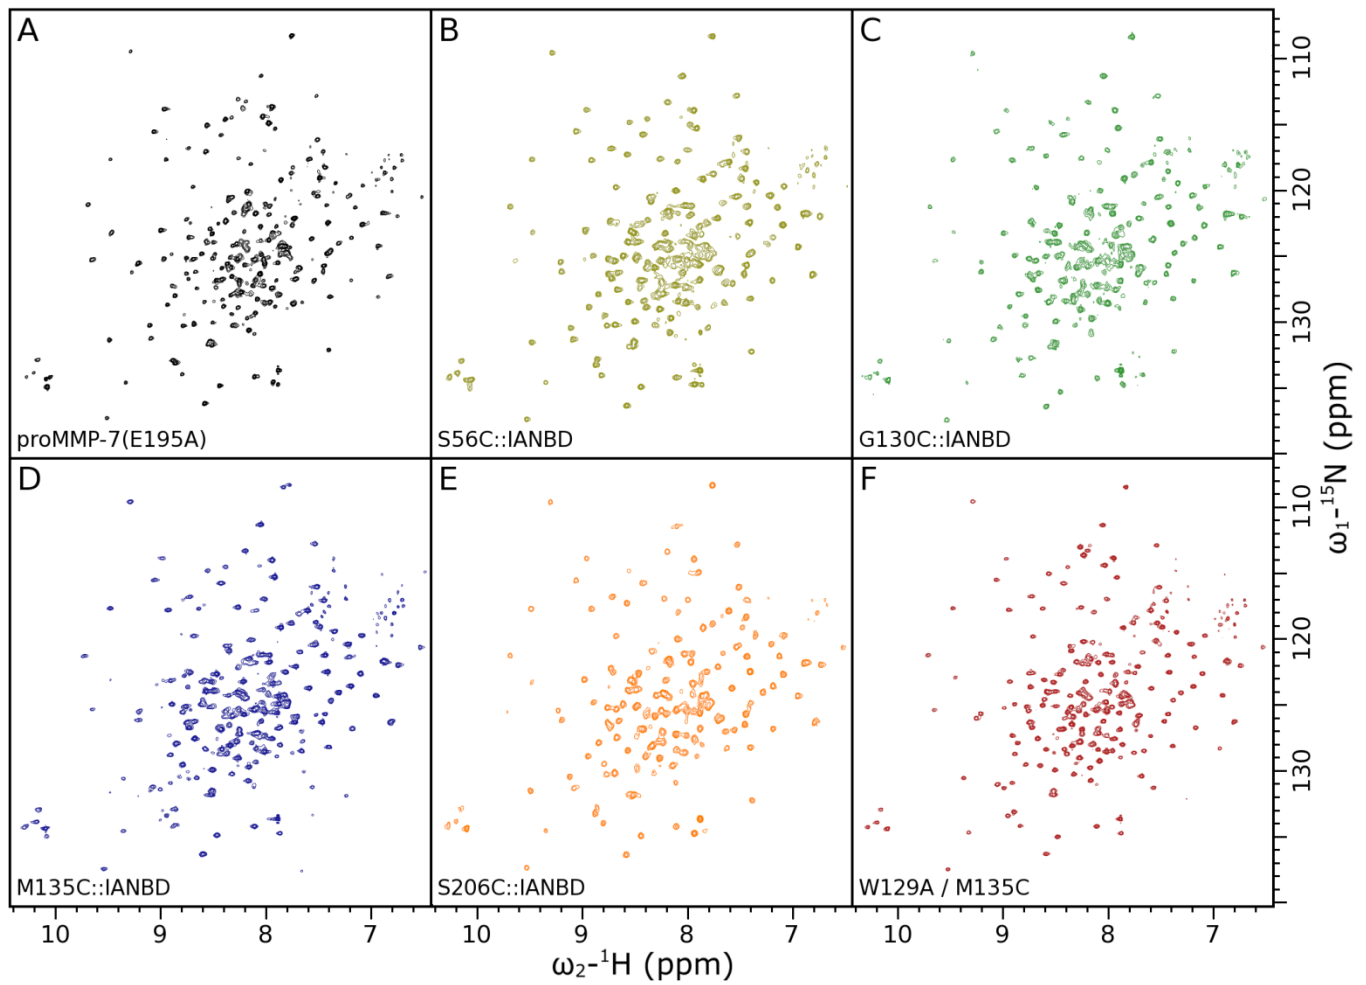 A
B
C
proMMP-7(E195A)
S56C::IANBD
G130C::IANBD
110
120
130
D
E
F
M135C::IANBD
S206C::IANBD
W129A / M135C
110
120
130
ω₁-¹⁵N (ppm)
10 9 8 7
10 9 8 7
10 9 8 7
ω₂-¹H (ppm)